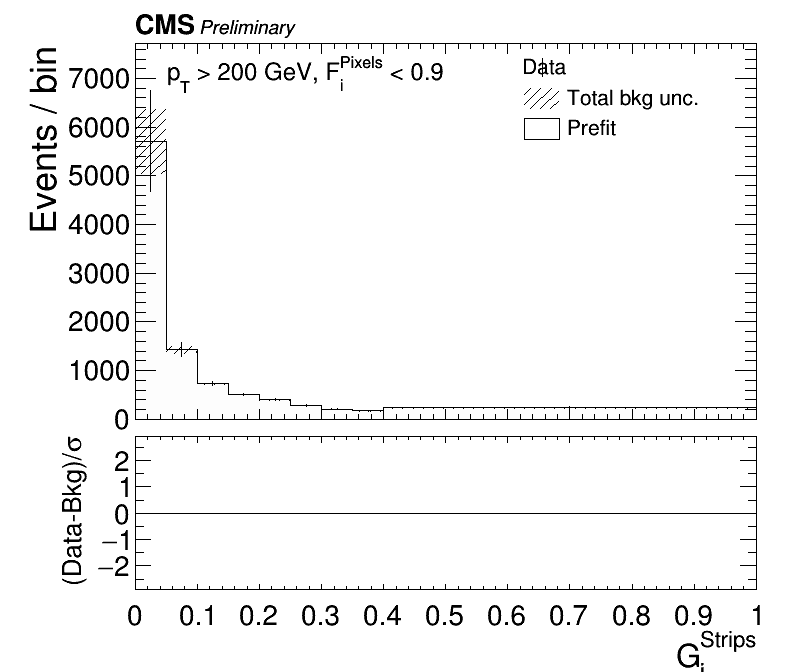 CMS Preliminary
p_T > 200 GeV, F_i^Pixels < 0.9
Data
Total bkg unc.
Prefit
Events / bin
7000
6000
5000
4000
3000
2000
1000
0
(Data-Bkg)/σ
2
1
0
−1
−2
0 0.1 0.2 0.3 0.4 0.5 0.6 0.7 0.8 0.9 1
G_i^Strips